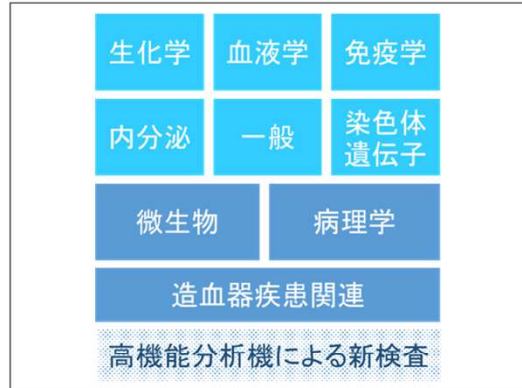 生化学
血液学
免疫学
内分泌
一般
染色体
遺伝子
微生物
病理学
造血器疾患関連
高機能分析機による新検査